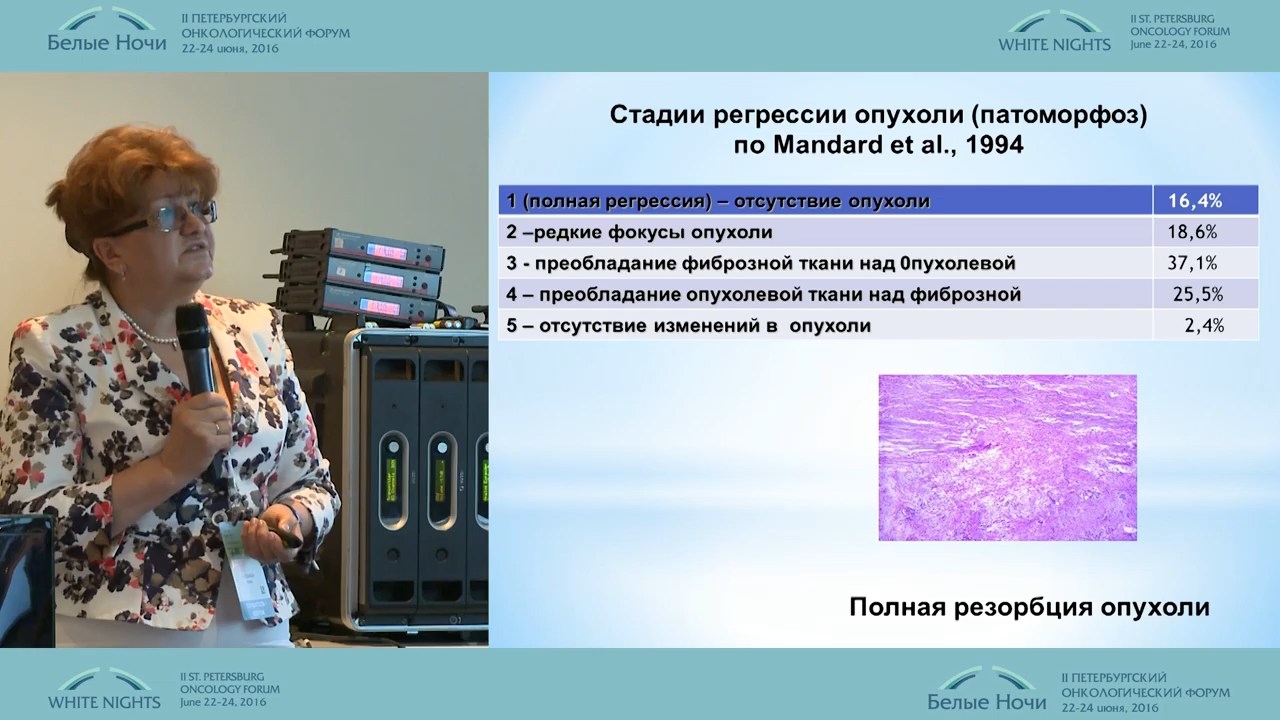 II ПЕТЕРБУРГСКИЙ
ОНКОЛОГИЧЕСКИЙ ФОРУМ
Белые Ночи
22-24 июня, 2016
II ST. PETERSBURG
ONCOLOGY FORUM
WHITE NIGHTS
June 22-24, 2016
Стадии регрессии опухоли (патоморфоз)
по Mandard et al., 1994
1 (полная регрессия) – отсутствие опухоли 16,4%
2 –редкие фокусы опухоли 18,6%
3 - преобладание фиброзной ткани над 0пухолевой 37,1%
4 – преобладание опухолевой ткани над фиброзной 25,5%
5 – отсутствие изменений в опухоли 2,4%
Полная резорбция опухоли
II ST. PETERSBURG
ONCOLOGY FORUM
WHITE NIGHTS
June 22-24, 2016
II ПЕТЕРБУРГСКИЙ
ОНКОЛОГИЧЕСКИЙ ФОРУМ
Белые Ночи
22-24 июня, 2016